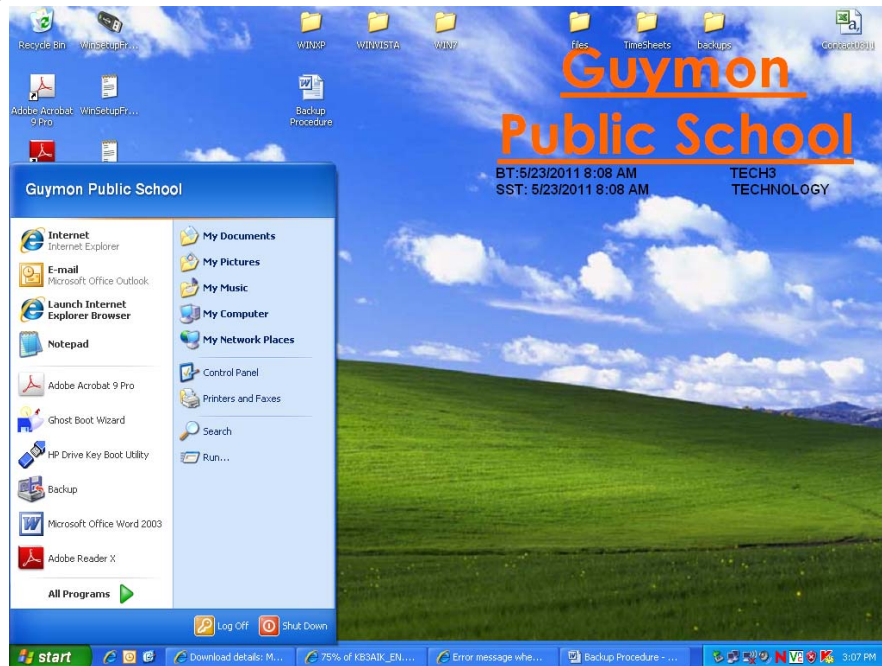 Recycle Bin
WinSetupFr...
WINXP
WINVISTA
WIN7
files
TimeSheets
backups
Contact0811
Guymon
Public School
Adobe Acrobat
9 Pro
WinSetupFr...
Backup
Procedure
BT:5/23/2011 8:08 AM TECH3
SST: 5/23/2011 8:08 AM TECHNOLOGY
Guymon Public School
Internet
Internet Explorer
E-mail
Microsoft Office Outlook
Launch Internet
Explorer Browser
Notepad
Adobe Acrobat 9 Pro
Ghost Boot Wizard
HP Drive Key Boot Utility
Backup
Microsoft Office Word 2003
Adobe Reader X
All Programs
My Documents
My Pictures
My Music
My Computer
My Network Places
Control Panel
Printers and Faxes
Search
Run...
Log Off
Shut Down
start
Download details: M...
75% of KB3AIK_EN....
Error message whe...
Backup Procedure - ...
3:07 PM